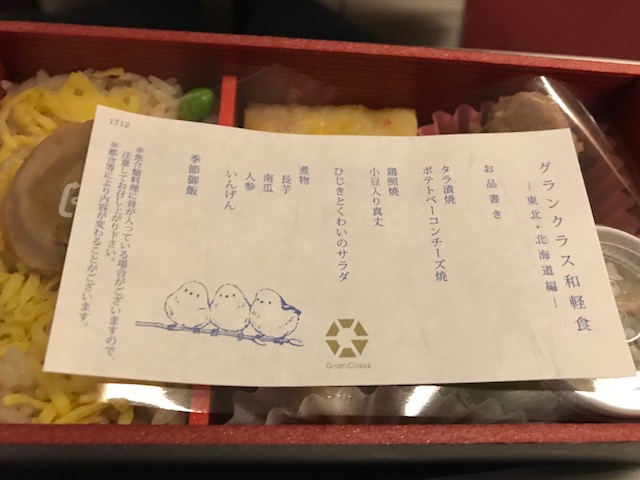 グランクラス和軽食
―東北・北海道編―
お品書き
タラ漬焼
ポテトベーコンチーズ焼
鶏照焼
小豆入り真丈
ひじきとくわいのサラダ
煮物
長芋
南瓜
人参
いんげん
季節御飯
※魚介類料理に骨が入っている場合がございますので、
注意してお召し上がり下さい。
※都合等により内容が変わることがございます。
1712
GranClass